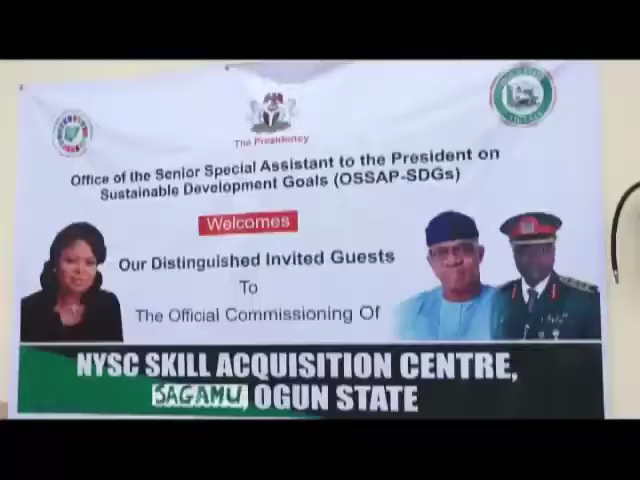 The Presidency
Office of the Senior Special Assistant to the President on
Sustainable Development Goals (OSSAP-SDGs)
Welcomes
Our Distinguished Invited Guests
To
The Official Commissioning Of
NYSC SKILL ACQUISITION CENTRE,
SAGAMU, OGUN STATE